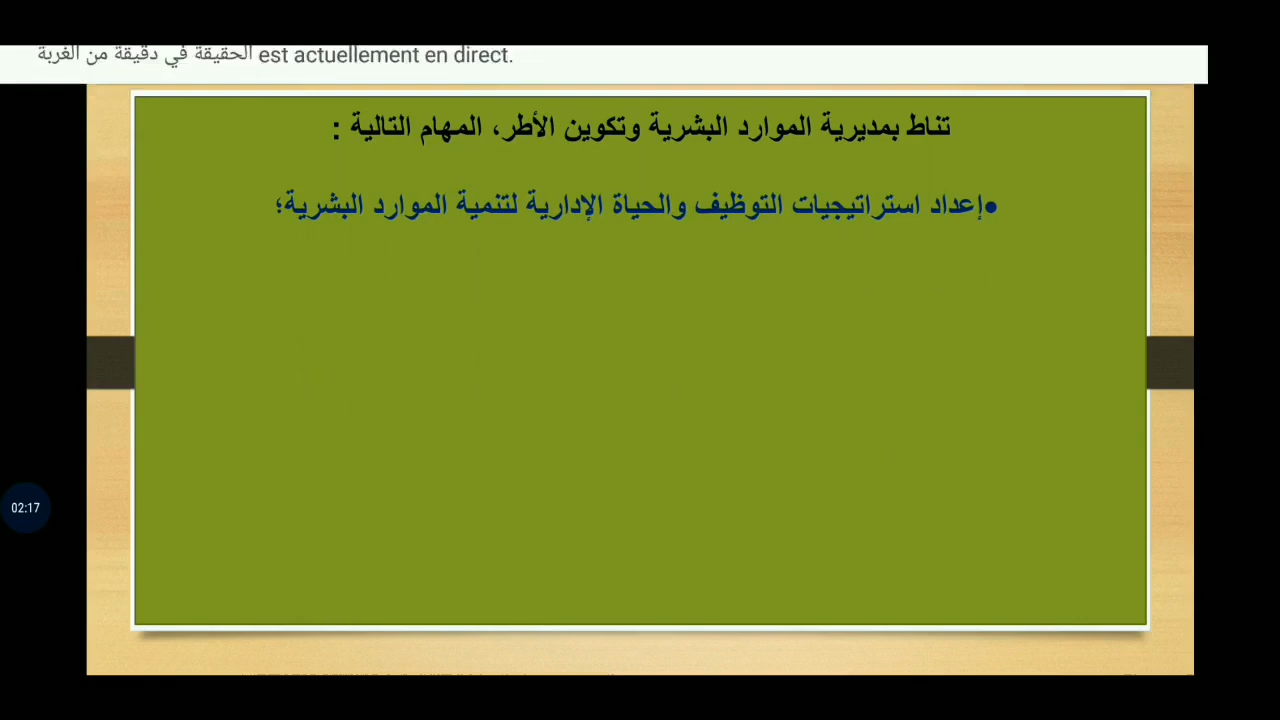 الحقيقة في دقيقة من الغربة est actuellement en direct.
تناط بمديرية الموارد البشرية وتكوين الأطر، المهام التالية :
•إعداد استراتيجيات التوظيف والحياة الإدارية لتنمية الموارد البشرية؛
02:17